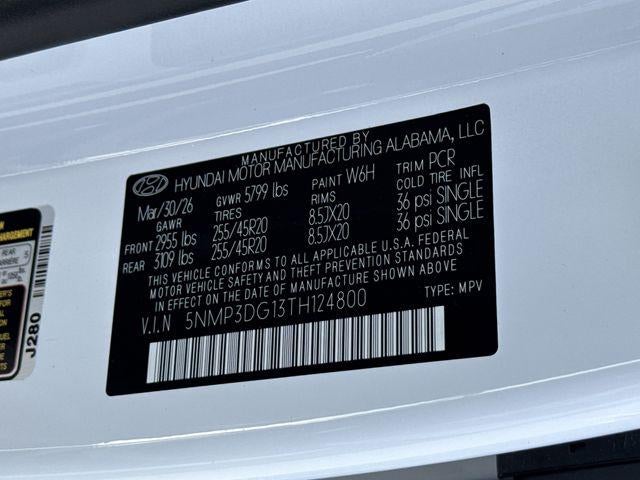 MANUFACTURED BY
HYUNDAI MOTOR MANUFACTURING ALABAMA, LLC
Mar/30/26 GVWR 5799 lbs PAINT W6H TRIM PCR
GAWR TIRES RIMS COLD TIRE INFL
FRONT 2955 lbs 255/45R20 8.5JX20 36 psi SINGLE
REAR 3109 lbs 255/45R20 8.5JX20 36 psi SINGLE
THIS VEHICLE CONFORMS TO ALL APPLICABLE U.S.A. FEDERAL
MOTOR VEHICLE SAFETY AND THEFT PREVENTION STANDARDS
IN EFFECT ON THE DATE OF MANUFACTURE SHOWN ABOVE
V.I.N 5NMP3DG13TH124800 TYPE: MPV
REAR
J280